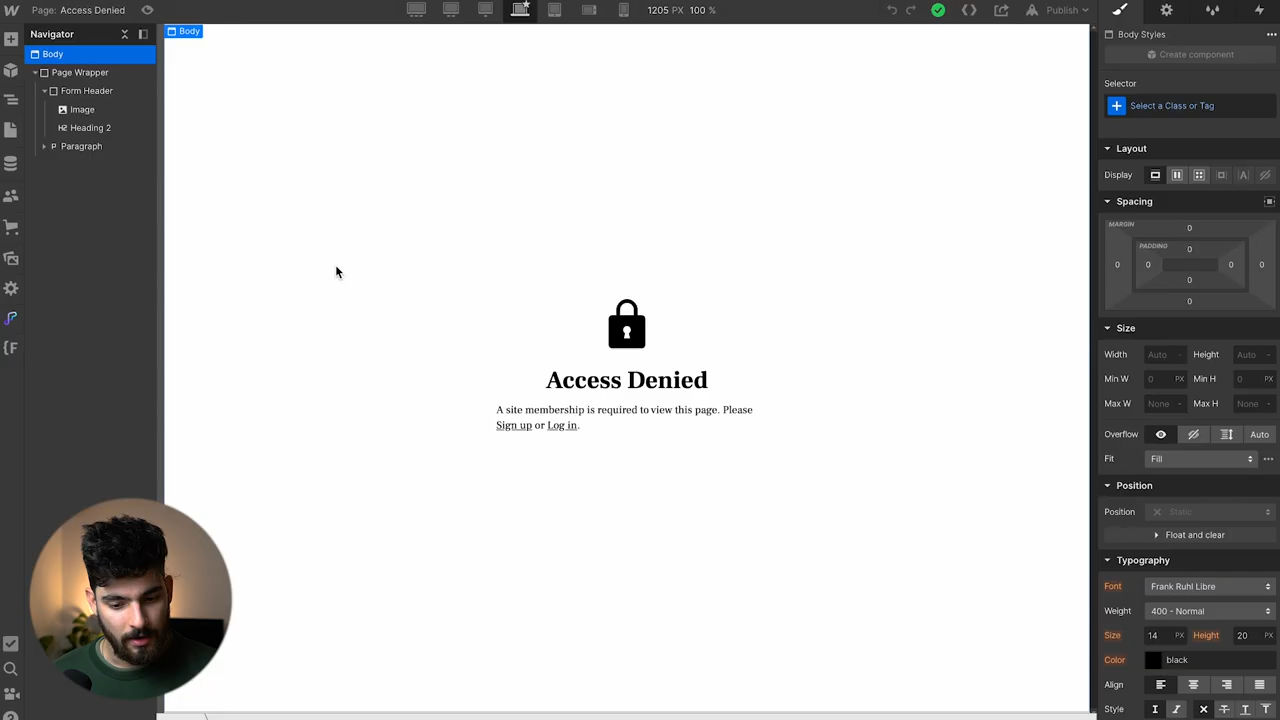 Page: Access Denied
1205 PX 100 %
Publish
Navigator
Body
Page Wrapper
Form Header
Image
H2 Heading 2
P Paragraph
Body
Access Denied
A site membership is required to view this page. Please
Sign up or Log in.
Body Styles
Create component
Selector
Select a Class or Tag
Layout
Display
Spacing
MARGIN
0
PADDING
0
0 0 0 0
0
0
Size
Width Auto Height Auto
Min W 0 PX Min H 0 PX
Max W None Max H None
Overflow Auto
Fit Fill
Position
Position Static
Float and clear
Typography
Font Frank Ruhl Libre
Weight 400 - Normal
Size 14 PX Height 20 PX
Color black
Align
Style